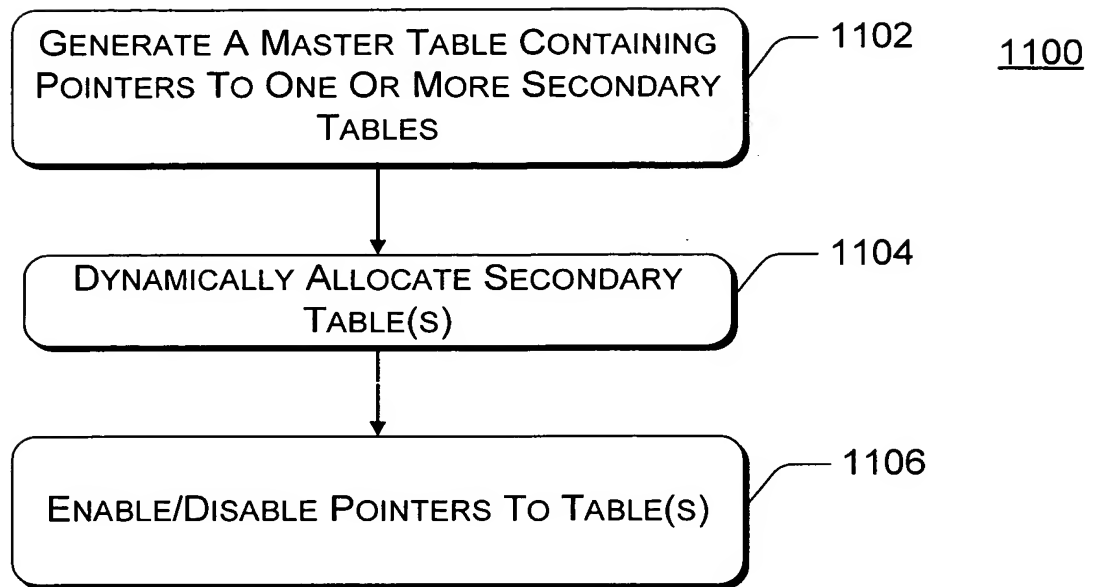 GENERATE A MASTER TABLE CONTAINING
POINTERS TO ONE OR MORE SECONDARY
TABLES
1102
1100
DYNAMICALLY ALLOCATE SECONDARY
TABLE(S)
1104
ENABLE/DISABLE POINTERS TO TABLE(S)
1106